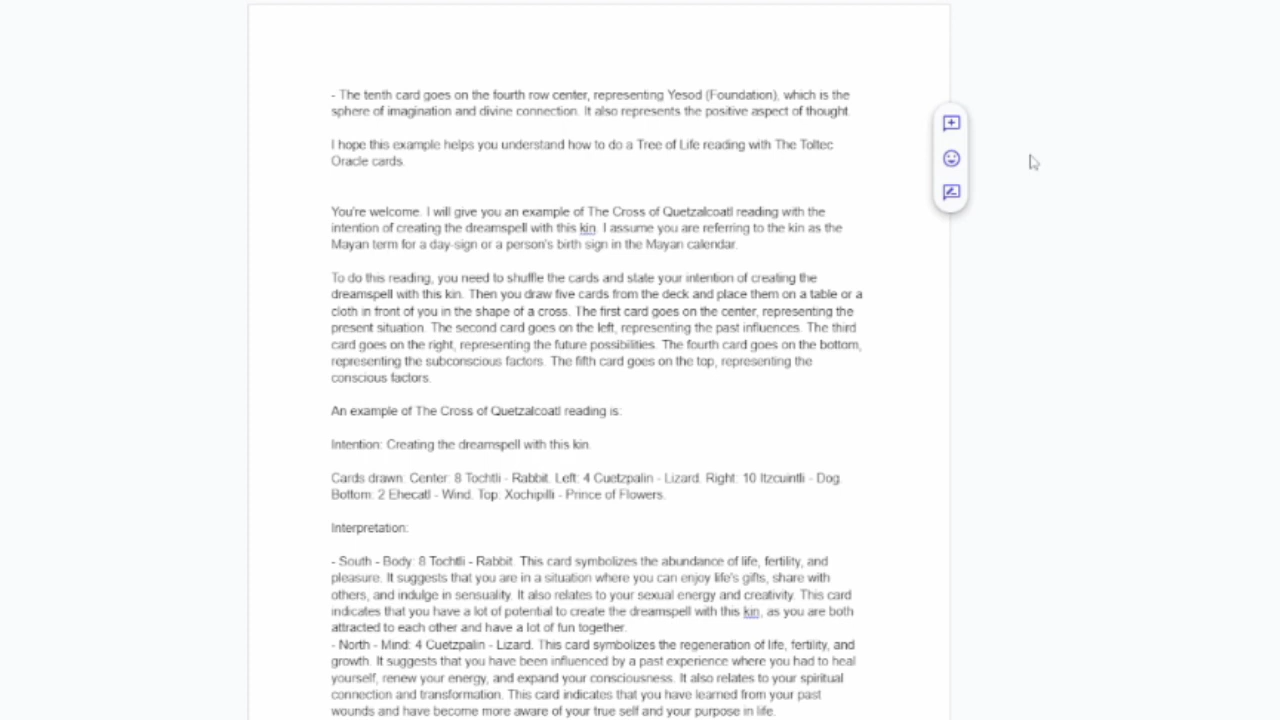 - The tenth card goes on the fourth row center, representing Yesod (Foundation), which is the
sphere of imagination and divine connection. It also represents the positive aspect of thought.
I hope this example helps you understand how to do a Tree of Life reading with The Toltec
Oracle cards.
You're welcome. I will give you an example of The Cross of Quetzalcoatl reading with the
intention of creating the dreamspell with this kin. I assume you are referring to the kin as the
Mayan term for a day-sign or a person's birth sign in the Mayan calendar.
To do this reading, you need to shuffle the cards and state your intention of creating the
dreamspell with this kin. Then you draw five cards from the deck and place them on a table or a
cloth in front of you in the shape of a cross. The first card goes on the center, representing the
present situation. The second card goes on the left, representing the past influences. The third
card goes on the right, representing the future possibilities. The fourth card goes on the bottom,
representing the subconscious factors. The fifth card goes on the top, representing the
conscious factors.
An example of The Cross of Quetzalcoatl reading is:
Intention: Creating the dreamspell with this kin.
Cards drawn: Center: 8 Tochtli - Rabbit. Left: 4 Cuetzpalin - Lizard. Right: 10 Itzcuintli - Dog.
Bottom: 2 Ehecatl - Wind. Top: Xochipilli - Prince of Flowers.
Interpretation:
- South - Body: 8 Tochtli - Rabbit. This card symbolizes the abundance of life, fertility, and
pleasure. It suggests that you are in a situation where you can enjoy life's gifts, share with
others, and indulge in sensuality. It also relates to your sexual energy and creativity. This card
indicates that you have a lot of potential to create the dreamspell with this kin, as you are both
attracted to each other and have a lot of fun together.
- North - Mind: 4 Cuetzpalin - Lizard. This card symbolizes the regeneration of life, fertility, and
growth. It suggests that you have been influenced by a past experience where you had to heal
yourself, renew your energy, and expand your consciousness. It also relates to your spiritual
connection and transformation. This card indicates that you have learned from your past
wounds and have become more aware of your true self and your purpose in life.